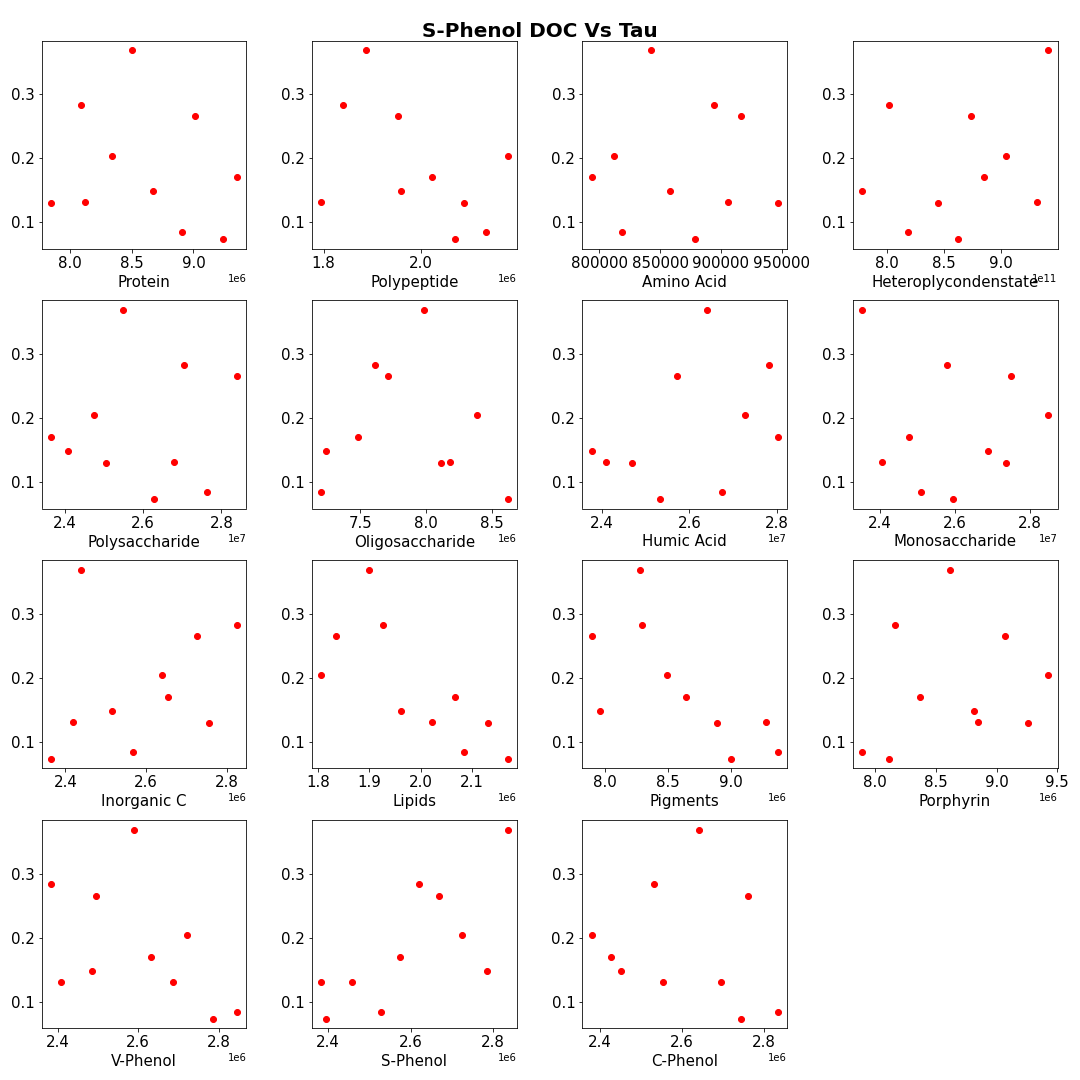 S-Phenol DOC Vs Tau
0.3
0.2
0.1
8.0 8.5 9.0
1e6
Protein
0.3
0.2
0.1
1.8 2.0
1e6
Polypeptide
0.3
0.2
0.1
800000 850000 900000 950000
Amino Acid
0.3
0.2
0.1
8.0 8.5 9.0
1e11
Heteroplycondenstate
0.3
0.2
0.1
2.4 2.6 2.8
1e7
Polysaccharide
0.3
0.2
0.1
7.5 8.0 8.5
1e6
Oligosaccharide
0.3
0.2
0.1
2.4 2.6 2.8
1e7
Humic Acid
0.3
0.2
0.1
2.4 2.6 2.8
1e7
Monosaccharide
0.3
0.2
0.1
2.4 2.6 2.8
1e6
Inorganic C
0.3
0.2
0.1
1.8 1.9 2.0 2.1
1e6
Lipids
0.3
0.2
0.1
8.0 8.5 9.0
1e6
Pigments
0.3
0.2
0.1
8.0 8.5 9.0 9.5
1e6
Porphyrin
0.3
0.2
0.1
2.4 2.6 2.8
1e6
V-Phenol
0.3
0.2
0.1
2.4 2.6 2.8
1e6
S-Phenol
0.3
0.2
0.1
2.4 2.6 2.8
1e6
C-Phenol